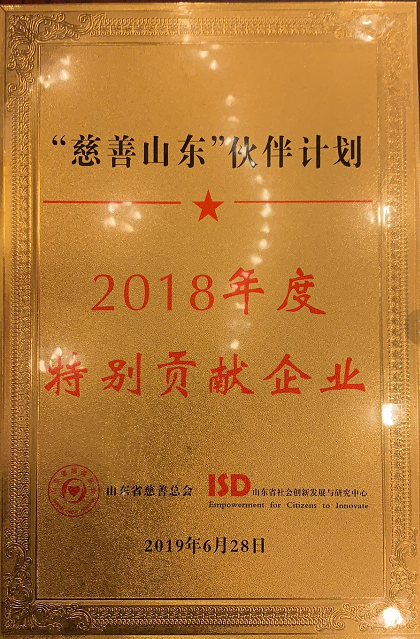 “慈善山东”伙伴计划
2018年度
特别贡献企业
山东省慈善总会
ISD 山东省社会创新发展与研究中心
Empowerment for Citizens to Innovate
2019年6月28日